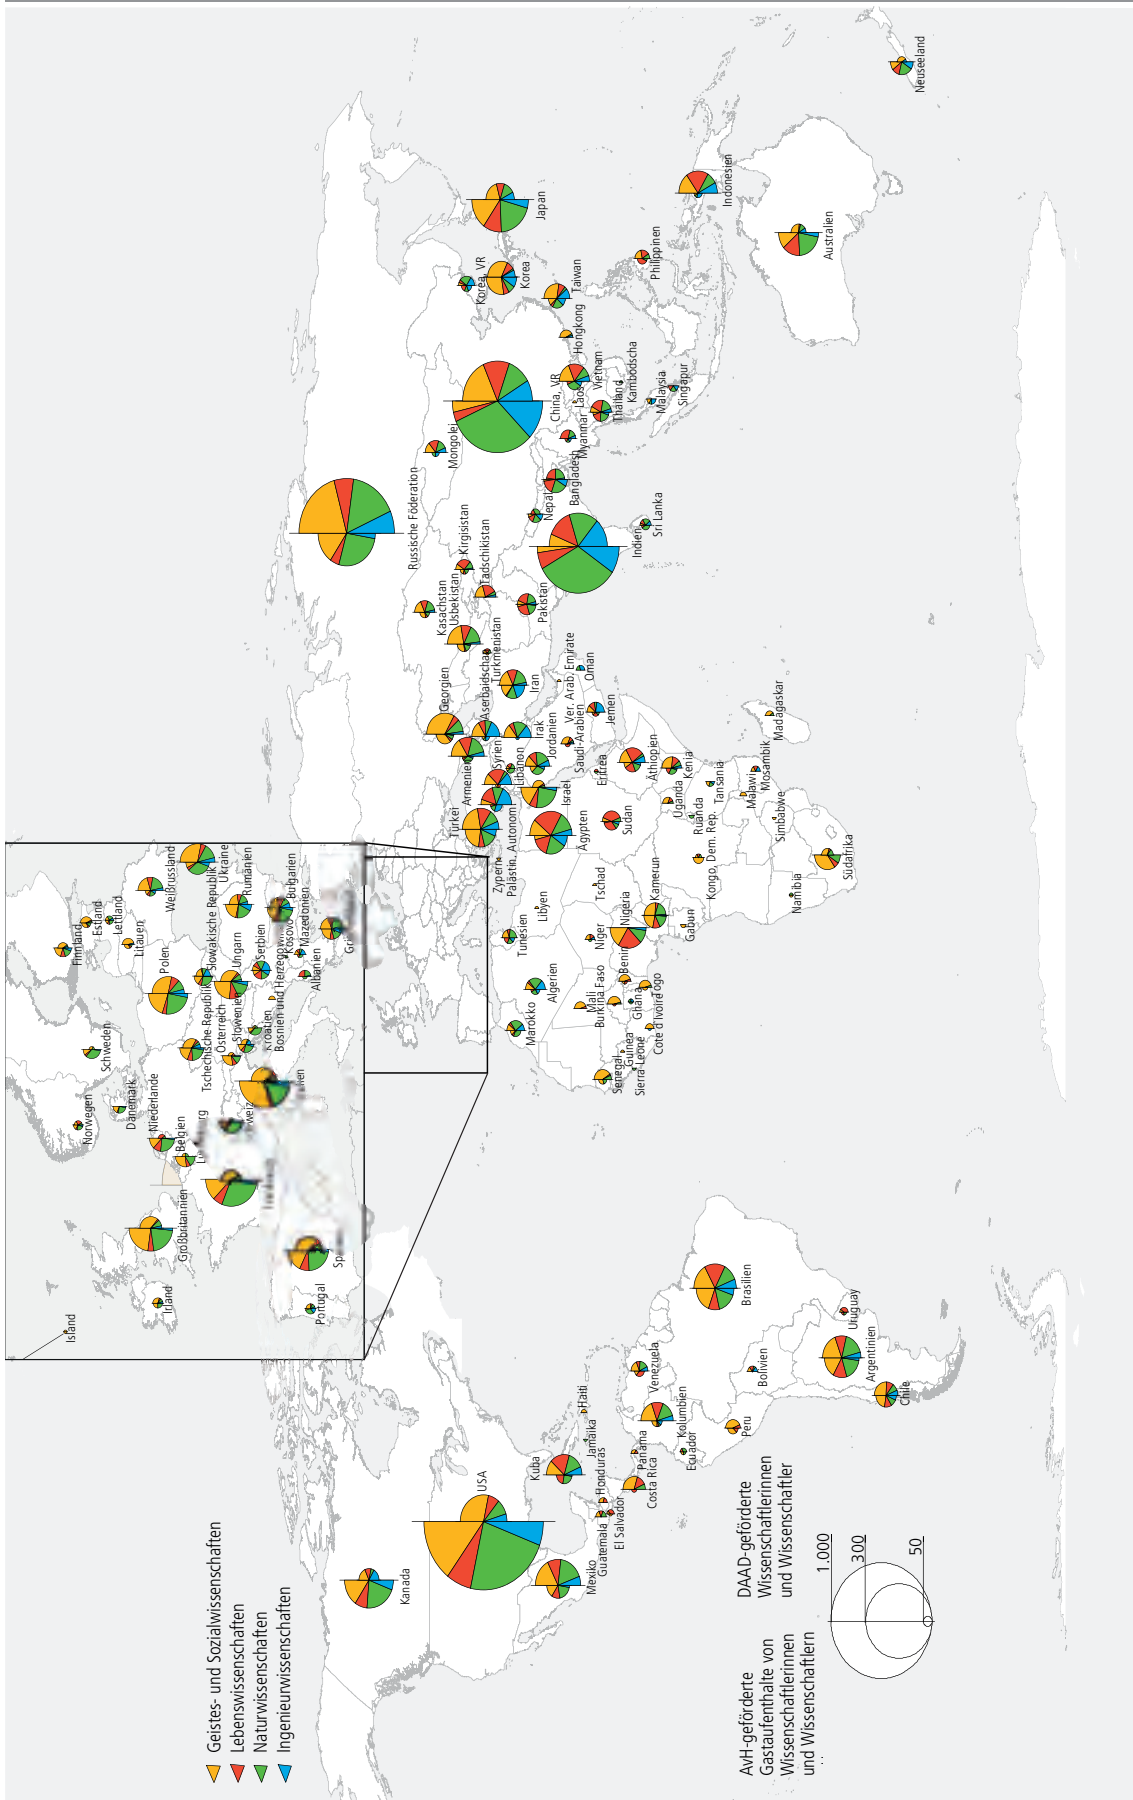 Geistes- und Sozialwissenschaften
Lebenswissenschaften
Naturwissenschaften
Ingenieurwissenschaften
Island
Irland
Großbritannien
Portugal
Norwegen
Schweden
Finnland
Estland
Lettland
Litauen
Dänemark
Niederlande
Belgien
Polen
Weißrussland
Tschechische Republik
Slowakische Republik
Ukraine
Österreich
Ungarn
Rumänien
Slowenien
Kroatien
Bosnien und Herzegowina
Serbien
Kosovo
Bulgarien
Mazedonien
Albanien
Kanada
USA
Mexiko
Guatemala
El Salvador
Honduras
Kuba
Jamaika
Haiti
Costa Rica
Panama
Venezuela
Kolumbien
Ecuador
Peru
Bolivien
Brasilien
Uruguay
Argentinien
Chile
Russische Föderation
Georgien
Armenien
Aserbaidschan
Kasachstan
Usbekistan
Turkmenistan
Kirgisistan
Tadschikistan
Mongolei
China, VR
Korea, VR
Korea
Japan
Taiwan
Hongkong
Türkei
Zypern
Palästin. Autonom
Syrien
Libanon
Israel
Jordanien
Irak
Iran
Saudi-Arabien
Ver. Arab. Emirate
Oman
Jemen
Pakistan
Indien
Nepal
Bangladesh
Sri Lanka
Myanmar
Laos
Vietnam
Thailand
Kambodscha
Malaysia
Singapur
Philippinen
Indonesien
Australien
Neuseeland
Marokko
Algerien
Tunesien
Libyen
Ägypten
Senegal
Guinea
Sierra Leone
Mali
Burkina Faso
Côte d'Ivoire
Ghana
Togo
Benin
Niger
Nigeria
Tschad
Kamerun
Gabun
Sudan
Eritrea
Äthiopien
Kenia
Uganda
Ruanda
Kongo, Dem. Rep.
Tansania
Malawi
Mosambik
Madagaskar
Simbabwe
Namibia
Südafrika
AvH-geförderte
Gastaufenthalte von
Wissenschaftlerinnen
und Wissenschaftlern
DAAD-geförderte
Wissenschaftlerinnen
und Wissenschaftler
1.000
300
50